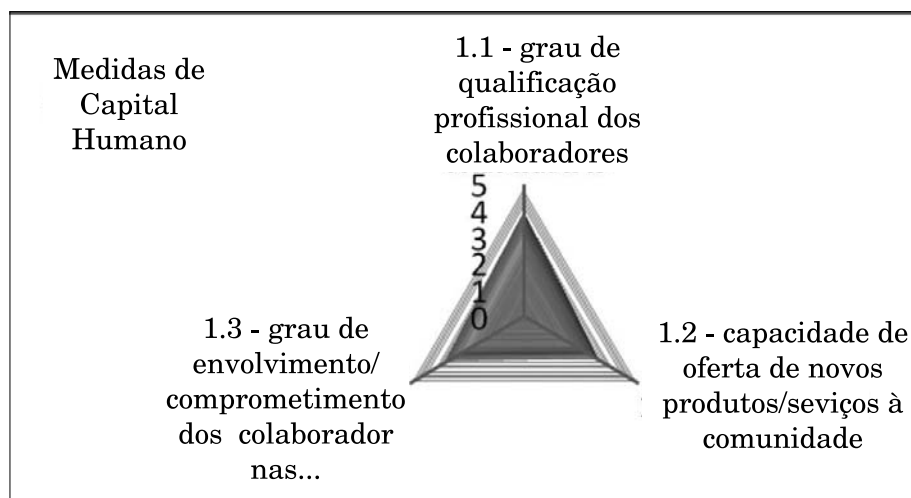 Medidas de
Capital
Humano
1.1 - grau de
qualificação
profissional dos
colaboradores
5
4
3
2
1
0
1.3 - grau de
envolvimento/
comprometimento
dos colaborador
nas...
1.2 - capacidade de
oferta de novos
produtos/seviços à
comunidade